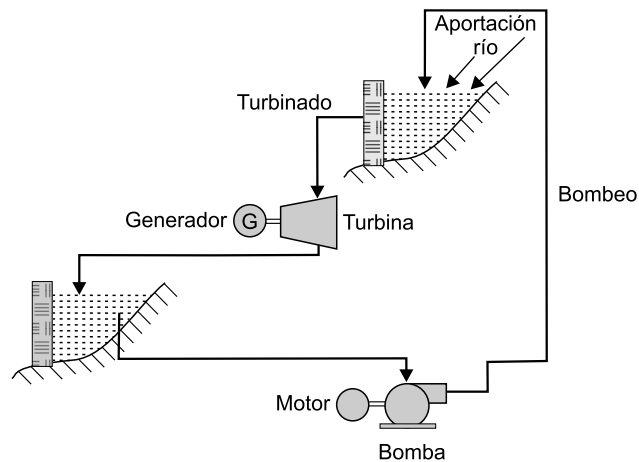 Aportación
río
Turbinado
Bombeo
Generador
G
Turbina
Motor
Bomba